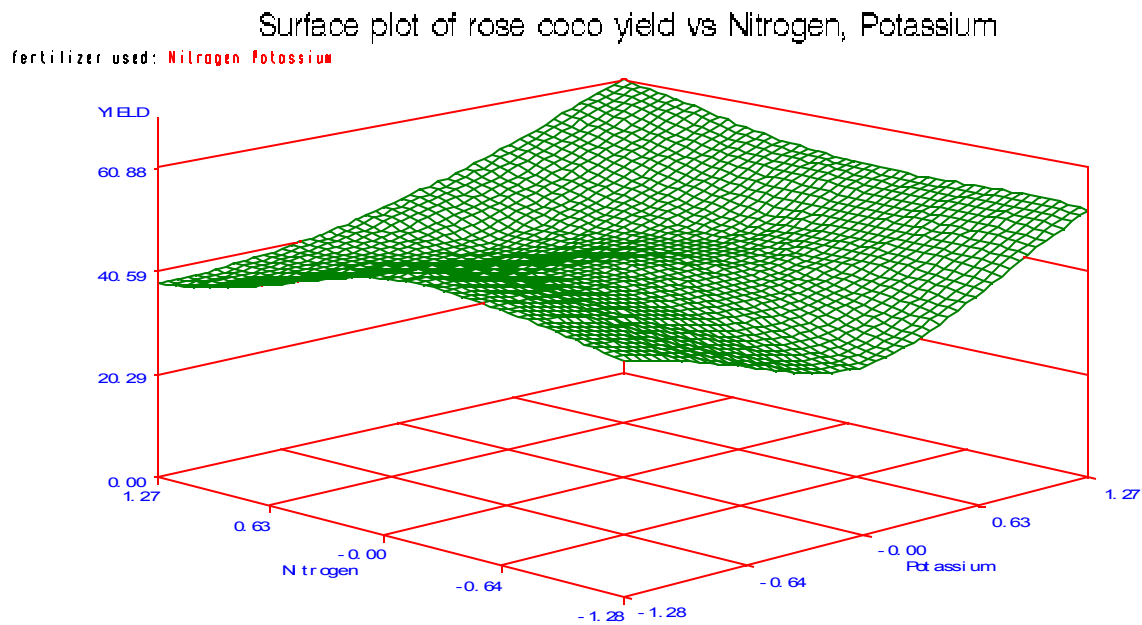 Surface plot of rose coco yield vs Nitrogen, Potassium
fertilizer used: Nitrogen Potassium
YIELD
60.88
40.59
20.29
0.00
1.27
0.63
-0.00
Nitrogen
-0.64
-1.28
-1.28
-0.64
-0.00
Potassium
0.63
1.27